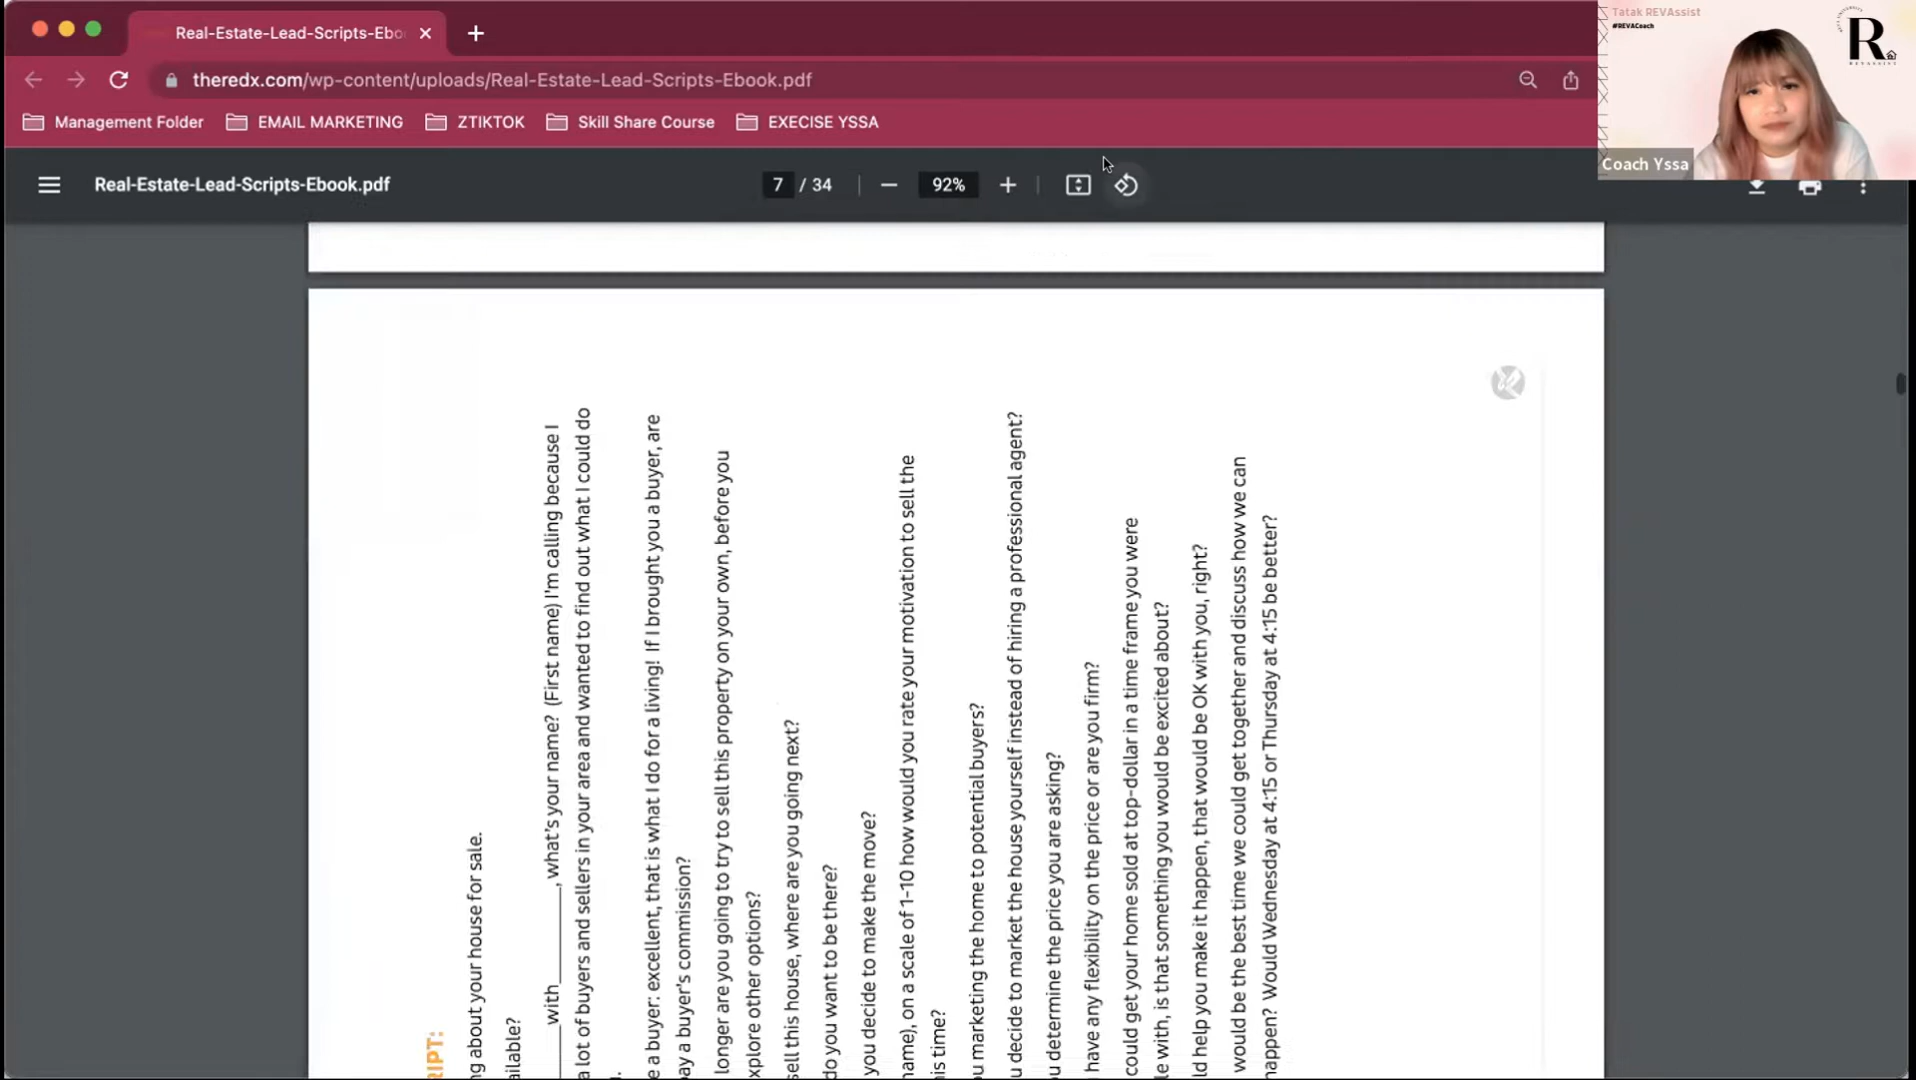 Real-Estate-Lead-Scripts-Ebo
theredx.com/wp-content/uploads/Real-Estate-Lead-Scripts-Ebook.pdf
Management Folder
EMAIL MARKETING
ZTIKTOK
Skill Share Course
EXECISE YSSA
Tatak REVAssist
#REVACoach
R
REVASSIST
Coach Yssa
Real-Estate-Lead-Scripts-Ebook.pdf
7 / 34
92%
RIPT:
ng about your house for sale.
ailable?
with ________, what's your name? (First name) I'm calling because I
a lot of buyers and sellers in your area and wanted to find out what I could do
e a buyer: excellent, that is what I do for a living! If I brought you a buyer, are
ay a buyer's commission?
longer are you going to try to sell this property on your own, before you
xplore other options?
sell this house, where are you going next?
do you want to be there?
you decide to make the move?
name), on a scale of 1-10 how would you rate your motivation to sell the
his time?
u marketing the home to potential buyers?
u decide to market the house yourself instead of hiring a professional agent?
u determine the price you are asking?
have any flexibility on the price or are you firm?
could get your home sold at top-dollar in a time frame you were
le with, is that something you would be excited about?
ld help you make it happen, that would be OK with you, right?
would be the best time we could get together and discuss how we can
happen? Would Wednesday at 4:15 or Thursday at 4:15 be better?